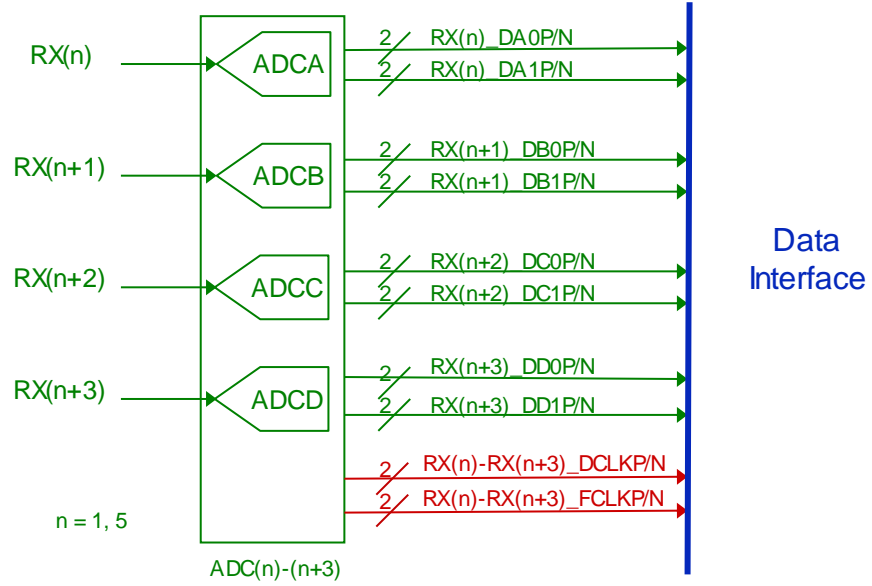 RX(n)
ADCA
2
RX(n)_DA0P/N
2
RX(n)_DA1P/N
RX(n+1)
ADCB
2
RX(n+1)_DB0P/N
2
RX(n+1)_DB1P/N
RX(n+2)
ADCC
2
RX(n+2)_DC0P/N
2
RX(n+2)_DC1P/N
RX(n+3)
ADCD
2
RX(n+3)_DD0P/N
2
RX(n+3)_DD1P/N
2
RX(n)-RX(n+3)_DCLKP/N
2
RX(n)-RX(n+3)_FCLKP/N
Data
Interface
n = 1, 5
ADC(n)-(n+3)